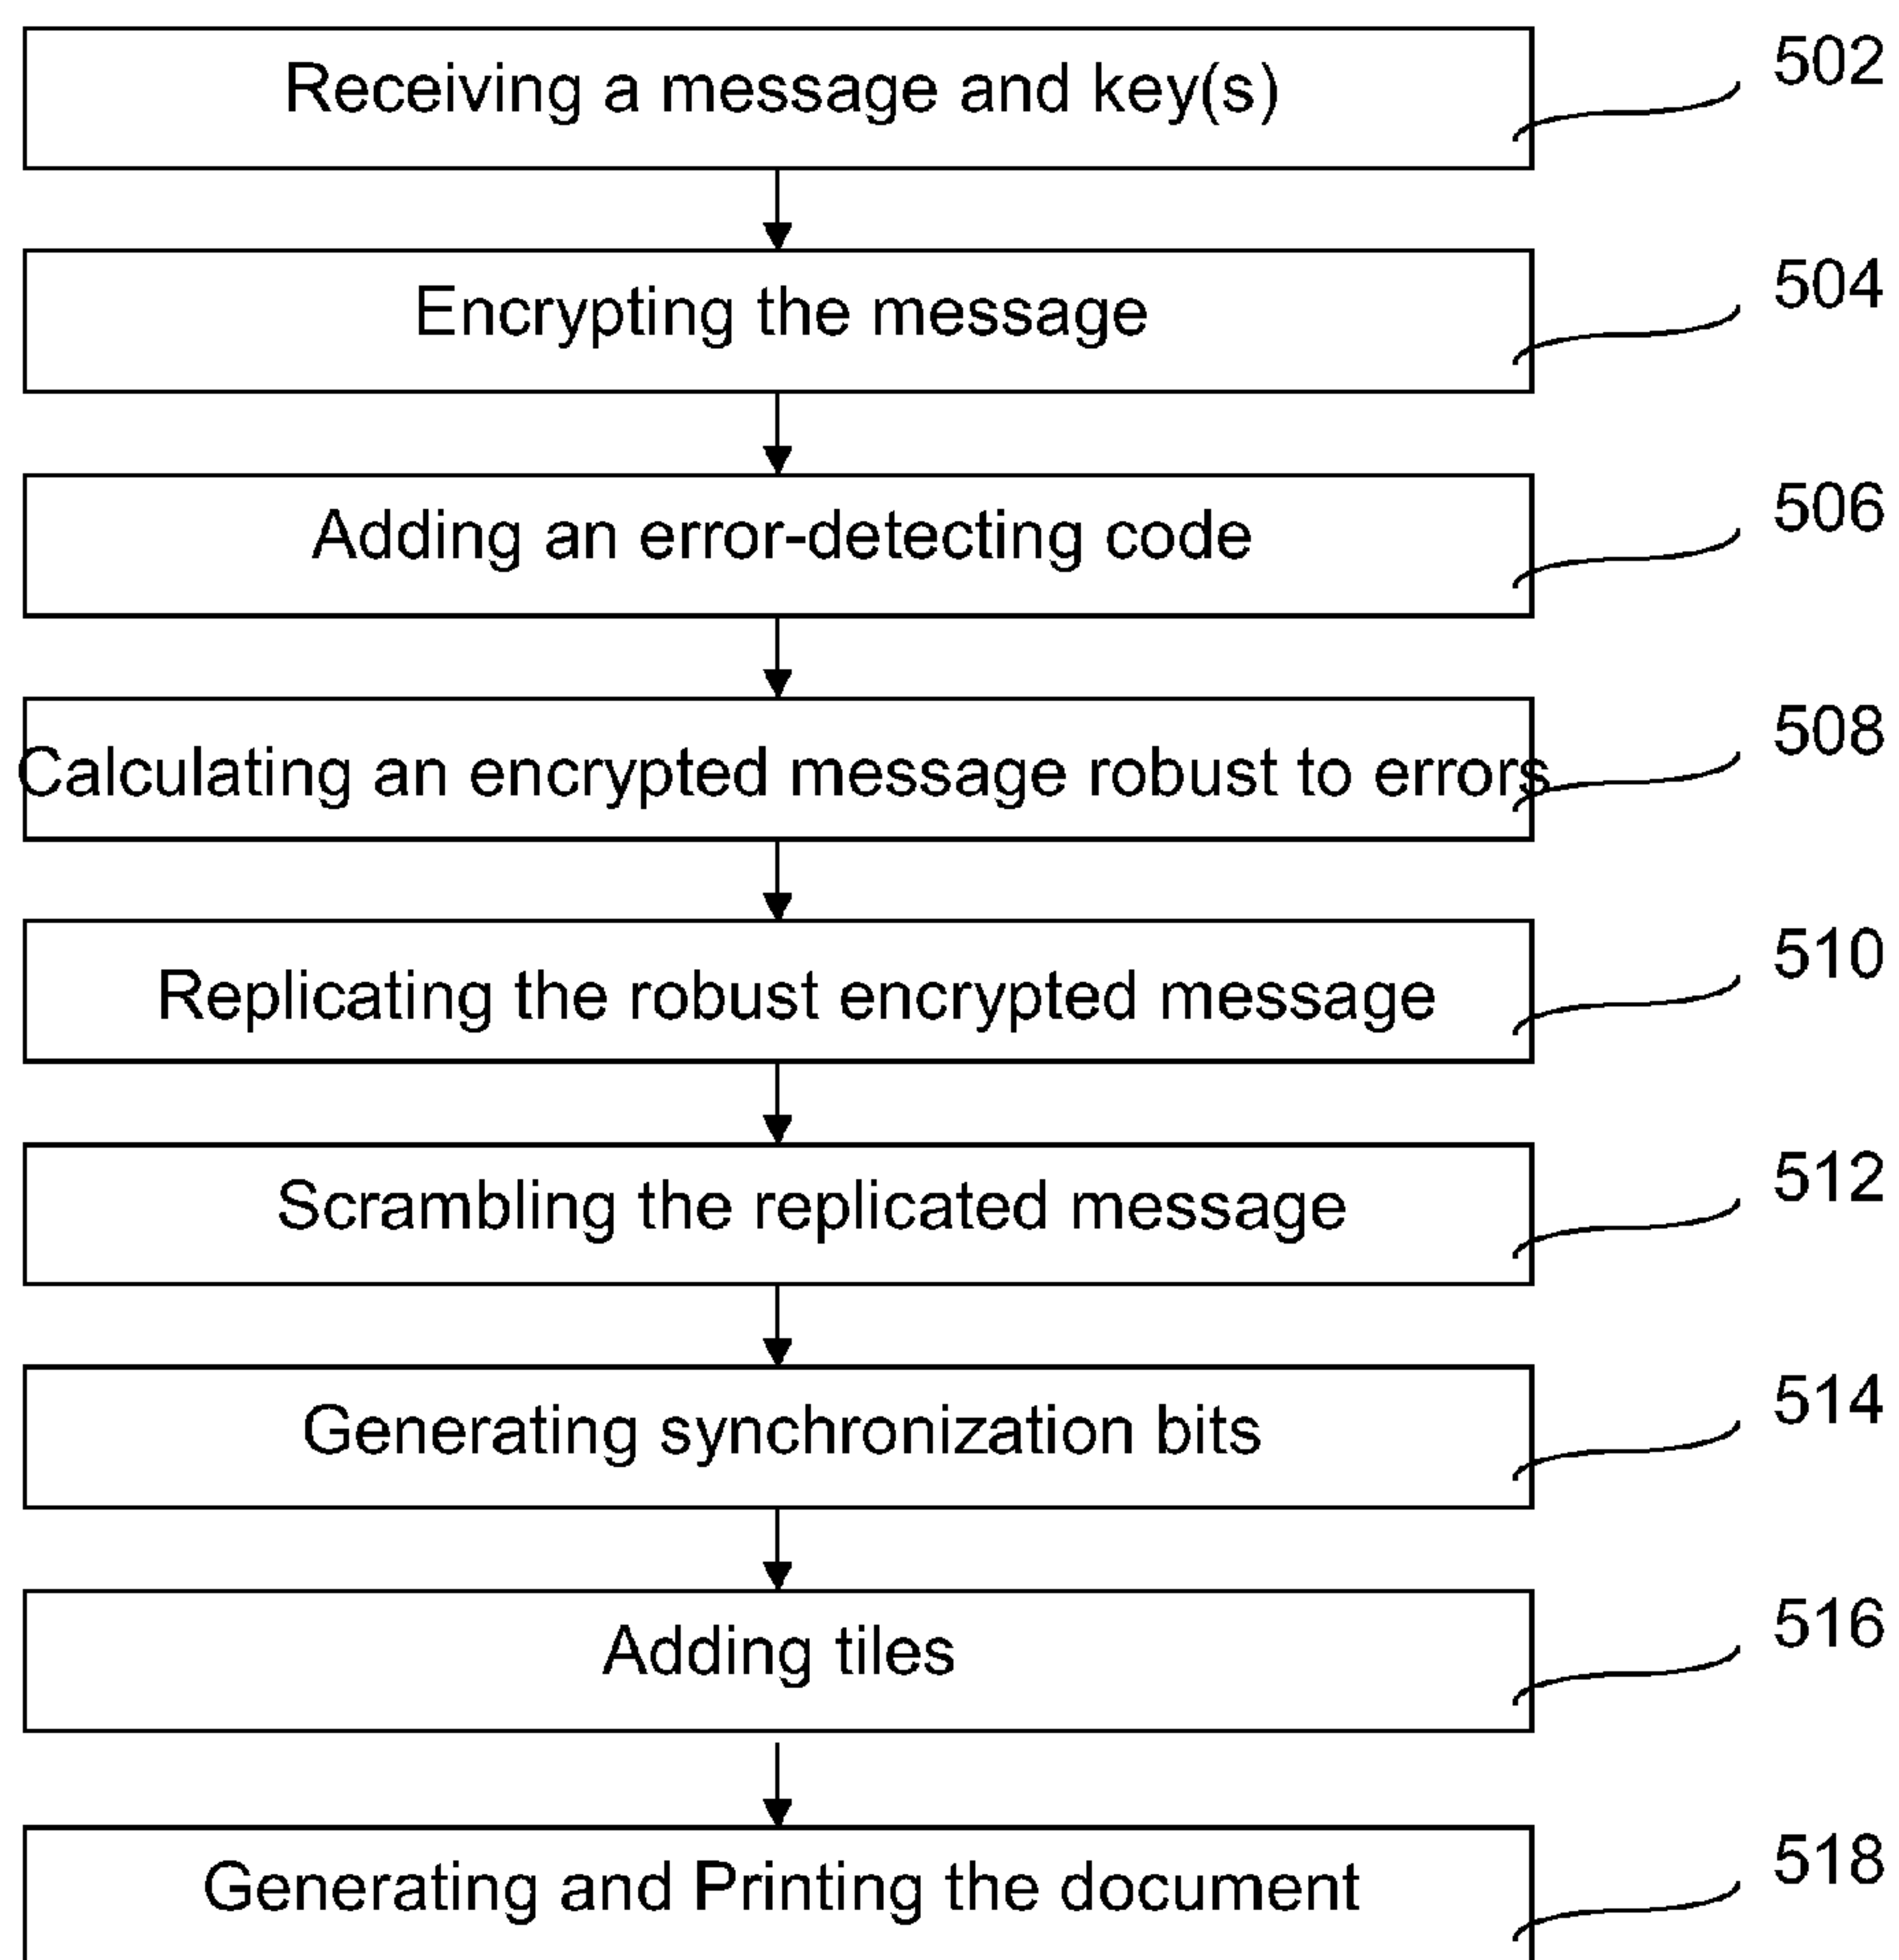 Receiving a message and key(s)
502
Encrypting the message
504
Adding an error-detecting code
506
Calculating an encrypted message robust to errors
508
Replicating the robust encrypted message
510
Scrambling the replicated message
512
Generating synchronization bits
514
Adding tiles
516
Generating and Printing the document
518